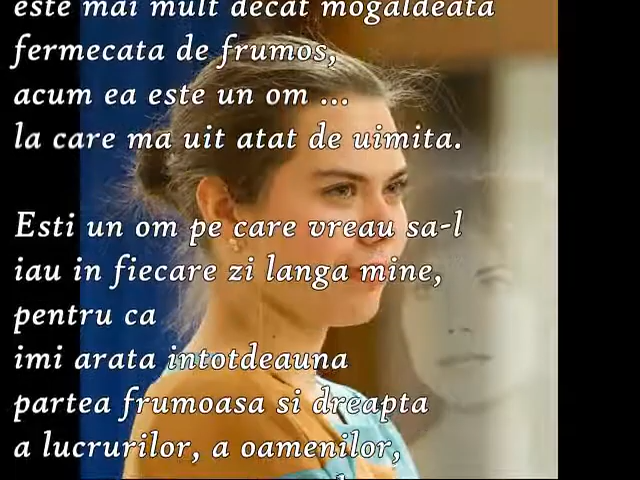 este mai mult decat mogaldeata
fermecata de frumos,
acum ea este un om ...
la care ma uit atat de uimita.
Esti un om pe care vreau sa-l
iau in fiecare zi langa mine,
pentru ca
imi arata intotdeauna
partea frumoasa si dreapta
a lucrurilor, a oamenilor,